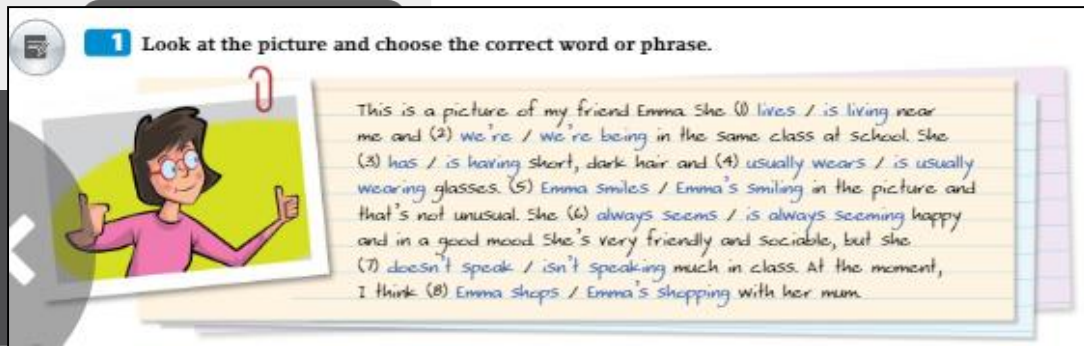 1 Look at the picture and choose the correct word or phrase.
This is a picture of my friend Emma. She (1) lives / is living near
me and (2) we're / we're being in the same class at school. She
(3) has / is having short, dark hair and (4) usually wears / is usually
wearing glasses. (5) Emma smiles / Emma's smiling in the picture and
that's not unusual. She (6) always seems / is always seeming happy
and in a good mood. She's very friendly and sociable, but she
(7) doesn't speak / isn't speaking much in class. At the moment,
I think (8) Emma shops / Emma's shopping with her mum.